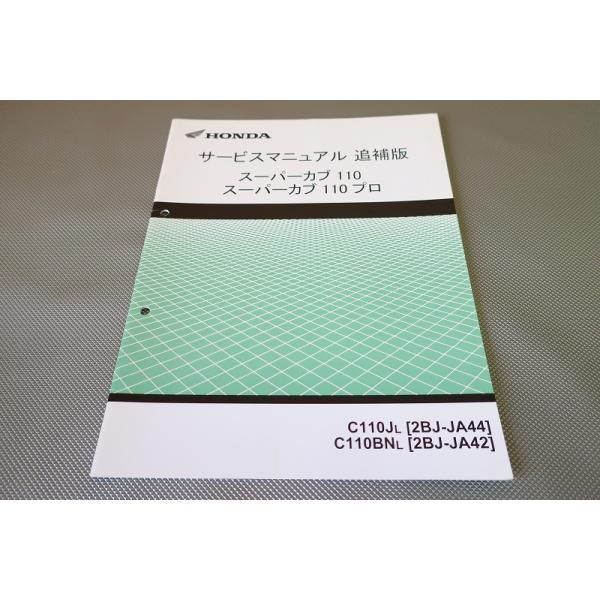 HONDA
サービスマニュアル 追補版
スーパーカブ 110
スーパーカブ 110 プロ
C110JL [2BJ-JA44]
C110BNL [2BJ-JA42]